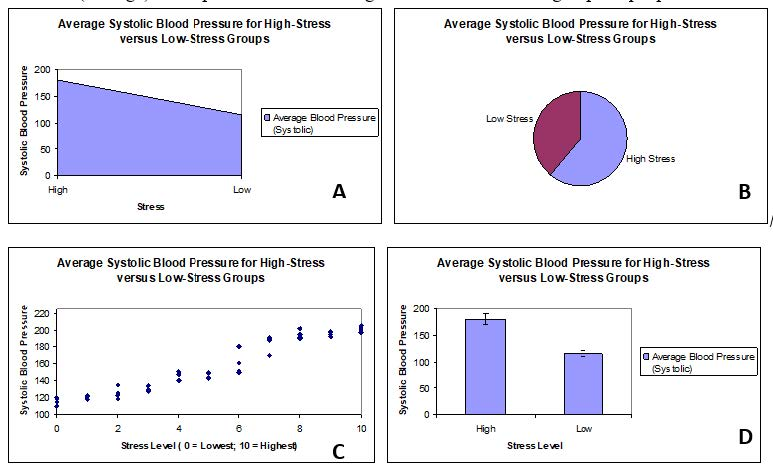 Average Systolic Blood Pressure for High-Stress
versus Low-Stress Groups
Systolic Blood Pressure
200
150
100
50
0
High
Low
Stress
Average Blood Pressure
(Systolic)
A
Average Systolic Blood Pressure for High-Stress
versus Low-Stress Groups
Low Stress
High Stress
B
/
Average Systolic Blood Pressure for High-Stress
versus Low-Stress Groups
Systolic Blood Pressure
220
200
180
160
140
120
100
0
2
4
6
8
10
Stress Level ( 0 = Lowest; 10 = Highest)
C
Average Systolic Blood Pressure for High-Stress
versus Low-Stress Groups
Systolic Blood Pressure
200
150
100
50
0
High
Low
Stress Level
Average Blood Pressure
(Systolic)
D